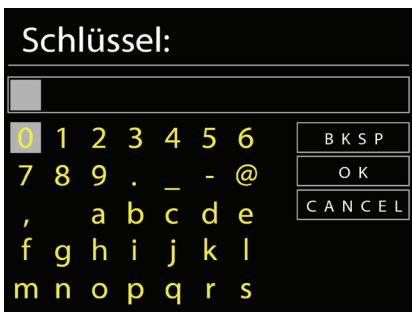 Schlüssel:
0 1 2 3 4 5 6
BKSP
7 8 9 . _ - @
OK
, a b c d e
CANCEL
f g h i j k l
m n o p q r s